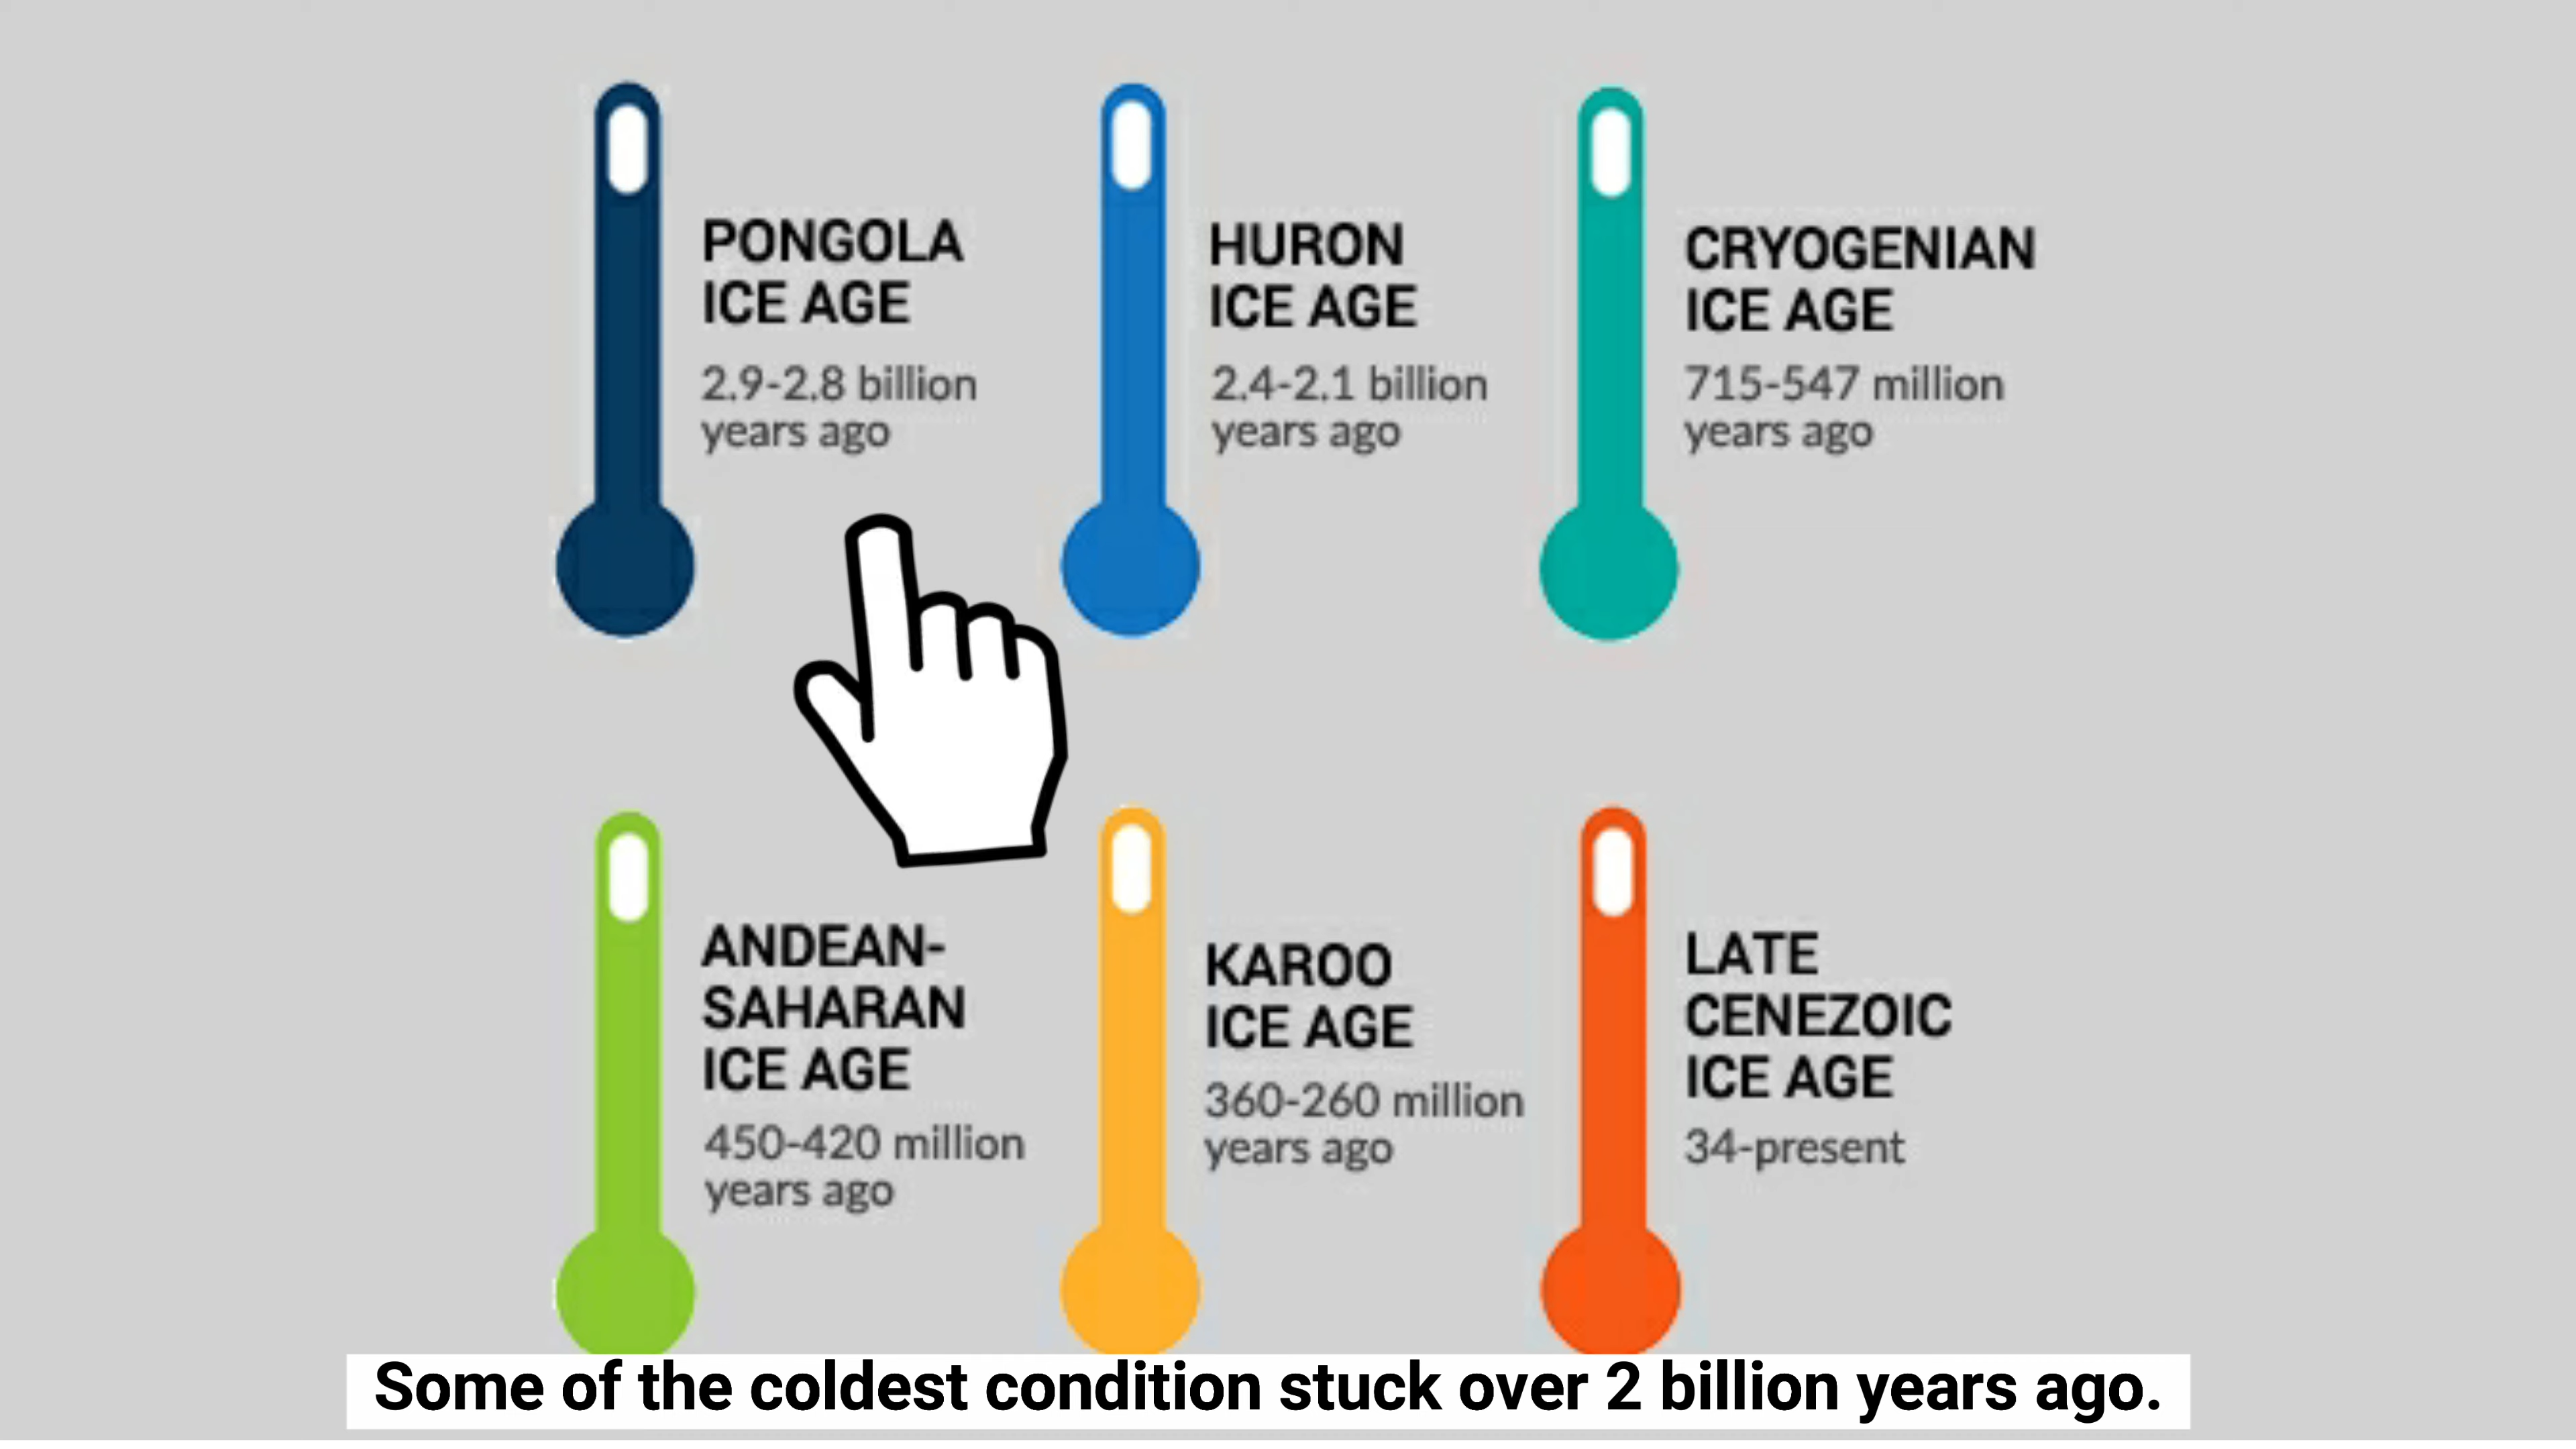 PONGOLA
ICE AGE
2.9-2.8 billion
years ago
HURON
ICE AGE
2.4-2.1 billion
years ago
CRYOGENIAN
ICE AGE
715-547 million
years ago
ANDEAN-
SAHARAN
ICE AGE
450-420 million
years ago
KAROO
ICE AGE
360-260 million
years ago
LATE
CENEZOIC
ICE AGE
34-present
Some of the coldest condition stuck over 2 billion years ago.